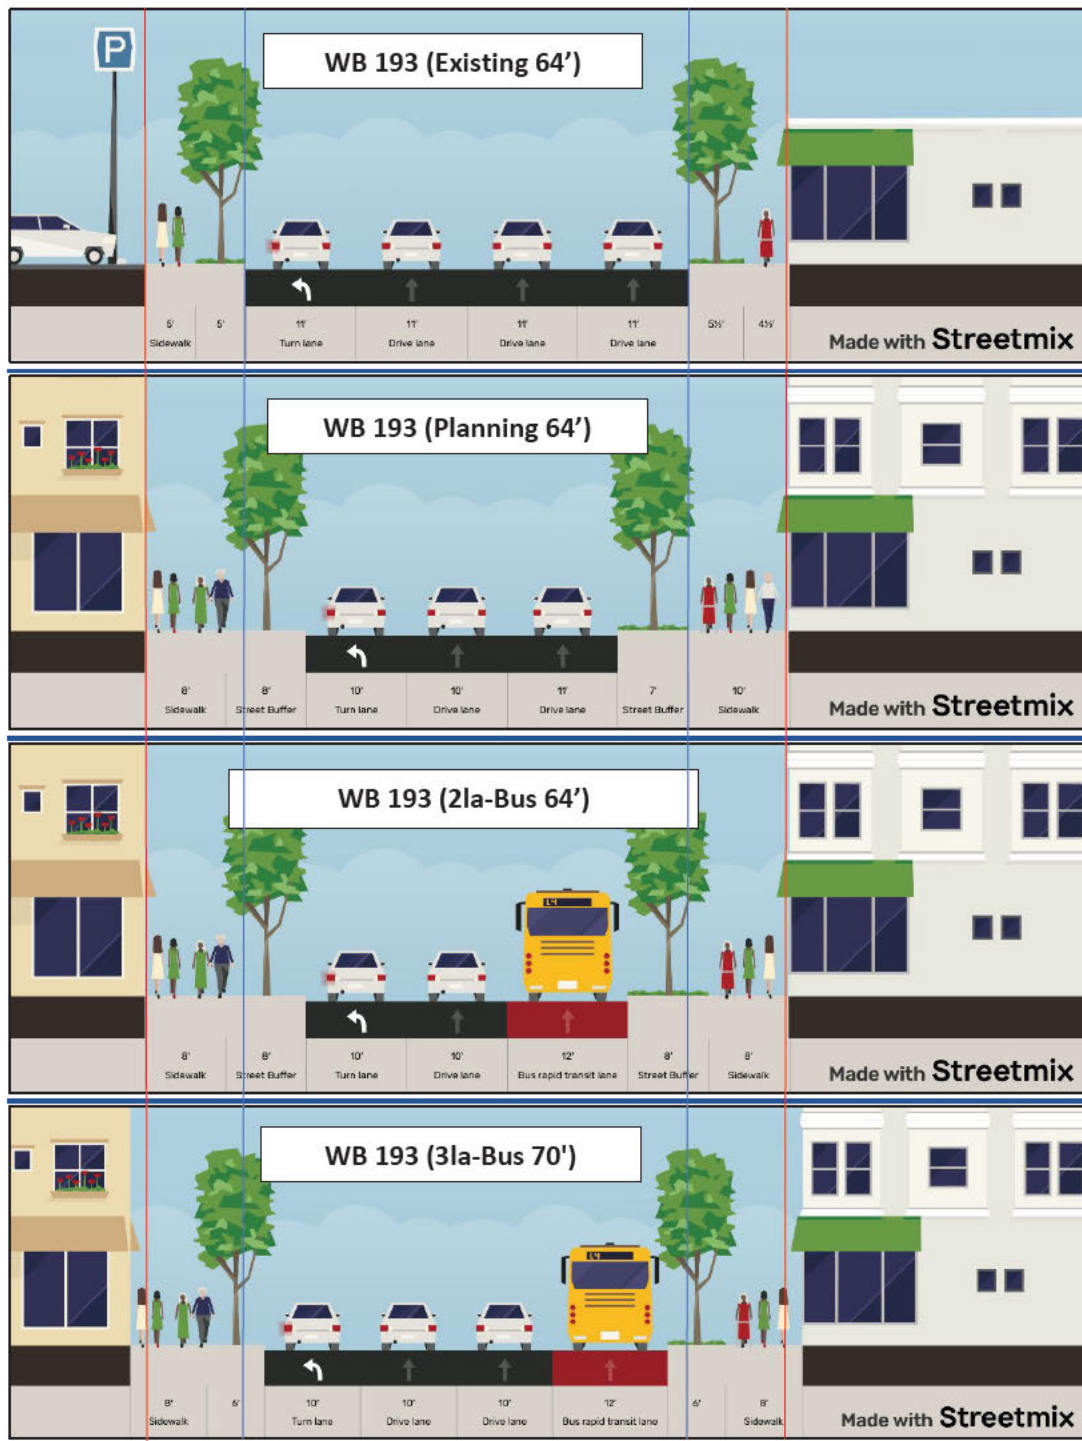 P
WB 193 (Existing 64’)
5' 5' 11' 11' 11' 11' 5½' 4½'
Sidewalk Turn lane Drive lane Drive lane Drive lane
Made with Streetmix
WB 193 (Planning 64’)
8' 8' 10' 10' 11' 7' 10'
Sidewalk Street Buffer Turn lane Drive lane Drive lane Street Buffer Sidewalk
Made with Streetmix
WB 193 (2la-Bus 64’)
L4
8' 8' 10' 10' 12' 8' 8'
Sidewalk Street Buffer Turn lane Drive lane Bus rapid transit lane Street Buffer Sidewalk
Made with Streetmix
WB 193 (3la-Bus 70')
L4
8' 6' 10' 10' 10' 12' 6' 8'
Sidewalk Turn lane Drive lane Drive lane Bus rapid transit lane Sidewalk
Made with Streetmix